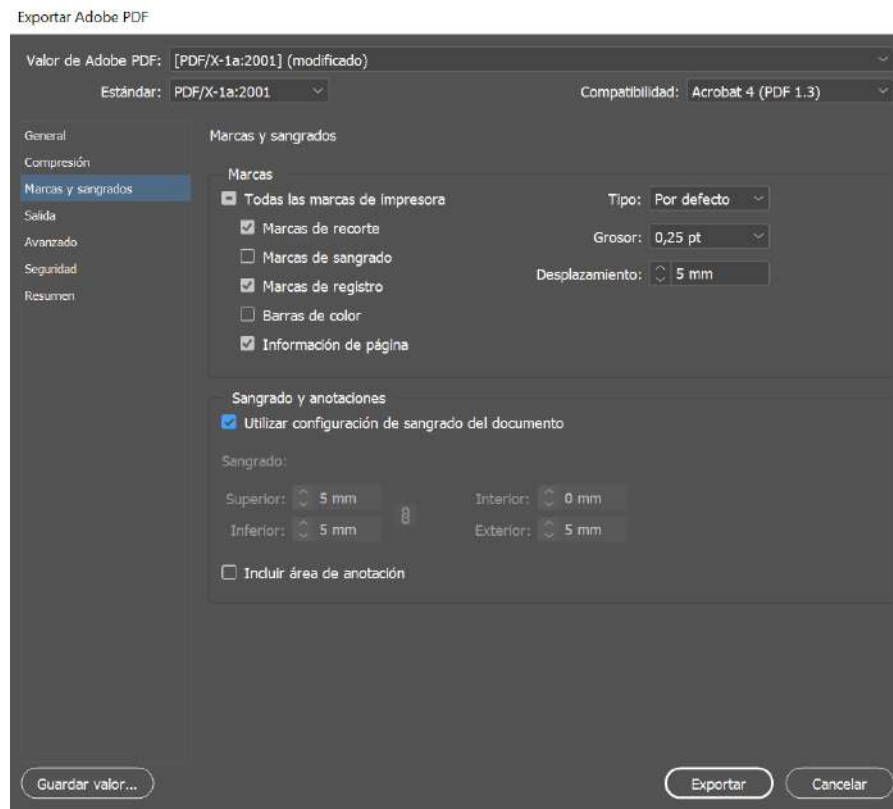 Exportar Adobe PDF
Valor de Adobe PDF: [PDF/X-1a:2001] (modificado)
Estándar: PDF/X-1a:2001 Compatibilidad: Acrobat 4 (PDF 1.3)
General
Compresión
Marcas y sangrados
Salida
Avanzado
Seguridad
Resumen
Marcas y sangrados
Marcas
Todas las marcas de impresora
Marcas de recorte
Marcas de sangrado
Marcas de registro
Barras de color
Información de página
Tipo: Por defecto
Grosor: 0,25 pt
Desplazamiento: 5 mm
Sangrado y anotaciones
Utilizar configuración de sangrado del documento
Sangrado:
Superior: 5 mm Interior: 0 mm
Inferior: 5 mm Exterior: 5 mm
Incluir área de anotación
Guardar valor... Exportar Cancelar